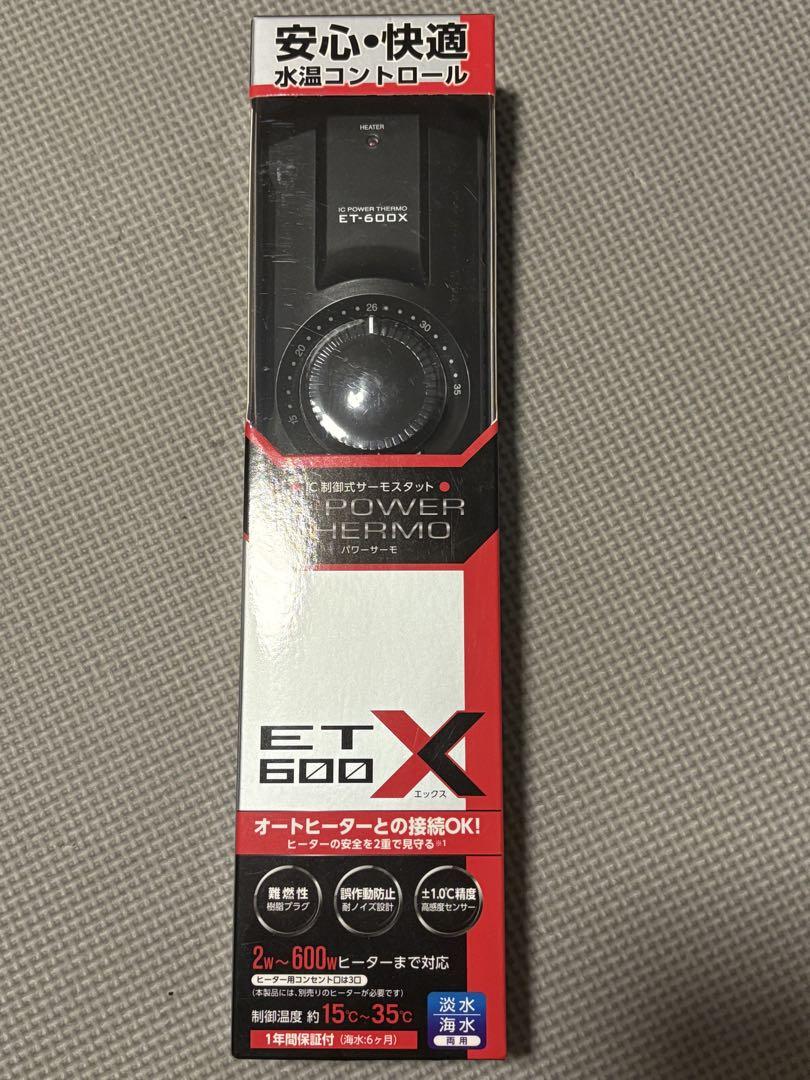 安心・快適
水温コントロール
HEATER
IC POWER THERMO
ET-600X
15
20
26
30
35
IC制御式サーモスタット
POWER
THERMO
パワーサーモ
ET
600X
エックス
オートヒーターとの接続OK!
ヒーターの安全を2重で見守る※1
難燃性
樹脂プラグ
誤作動防止
耐ノイズ設計
±1.0℃精度
高感度センサー
2W〜600Wヒーターまで対応
ヒーター用コンセント口は3口
(本製品には、別売りのヒーターが必要です)
制御温度 約15℃〜35℃
1年間保証付(海水:6ヶ月)
淡水
海水
両用